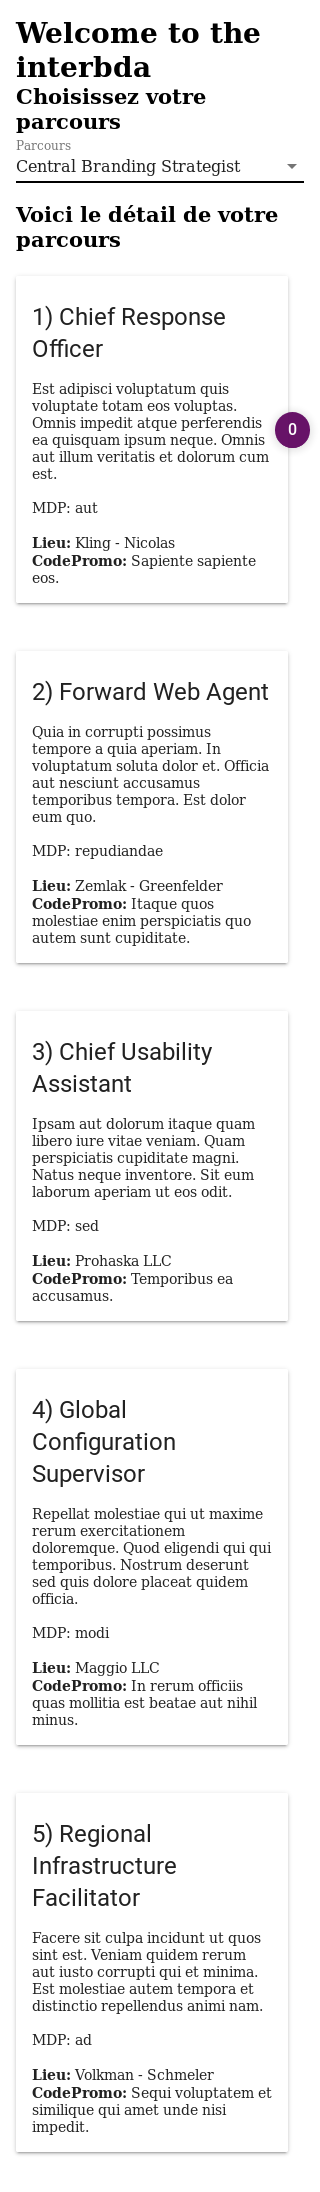 Welcome to the
interbda
Choisissez votre
parcours
Parcours
Central Branding Strategist
Voici le détail de votre
parcours
1) Chief Response
Officer
Est adipisci voluptatum quis
voluptate totam eos voluptas.
Omnis impedit atque perferendis
ea quisquam ipsum neque. Omnis
aut illum veritatis et dolorum cum
est.
0
MDP: aut
Lieu: Kling - Nicolas
CodePromo: Sapiente sapiente
eos.
2) Forward Web Agent
Quia in corrupti possimus
tempore a quia aperiam. In
voluptatum soluta dolor et. Officia
aut nesciunt accusamus
temporibus tempora. Est dolor
eum quo.
MDP: repudiandae
Lieu: Zemlak - Greenfelder
CodePromo: Itaque quos
molestiae enim perspiciatis quo
autem sunt cupiditate.
3) Chief Usability
Assistant
Ipsam aut dolorum itaque quam
libero iure vitae veniam. Quam
perspiciatis cupiditate magni.
Natus neque inventore. Sit eum
laborum aperiam ut eos odit.
MDP: sed
Lieu: Prohaska LLC
CodePromo: Temporibus ea
accusamus.
4) Global
Configuration
Supervisor
Repellat molestiae qui ut maxime
rerum exercitationem
doloremque. Quod eligendi qui qui
temporibus. Nostrum deserunt
sed quis dolore placeat quidem
officia.
MDP: modi
Lieu: Maggio LLC
CodePromo: In rerum officiis
quas mollitia est beatae aut nihil
minus.
5) Regional
Infrastructure
Facilitator
Facere sit culpa incidunt ut quos
sint est. Veniam quidem rerum
aut iusto corrupti qui et minima.
Est molestiae autem tempora et
distinctio repellendus animi nam.
MDP: ad
Lieu: Volkman - Schmeler
CodePromo: Sequi voluptatem et
similique qui amet unde nisi
impedit.